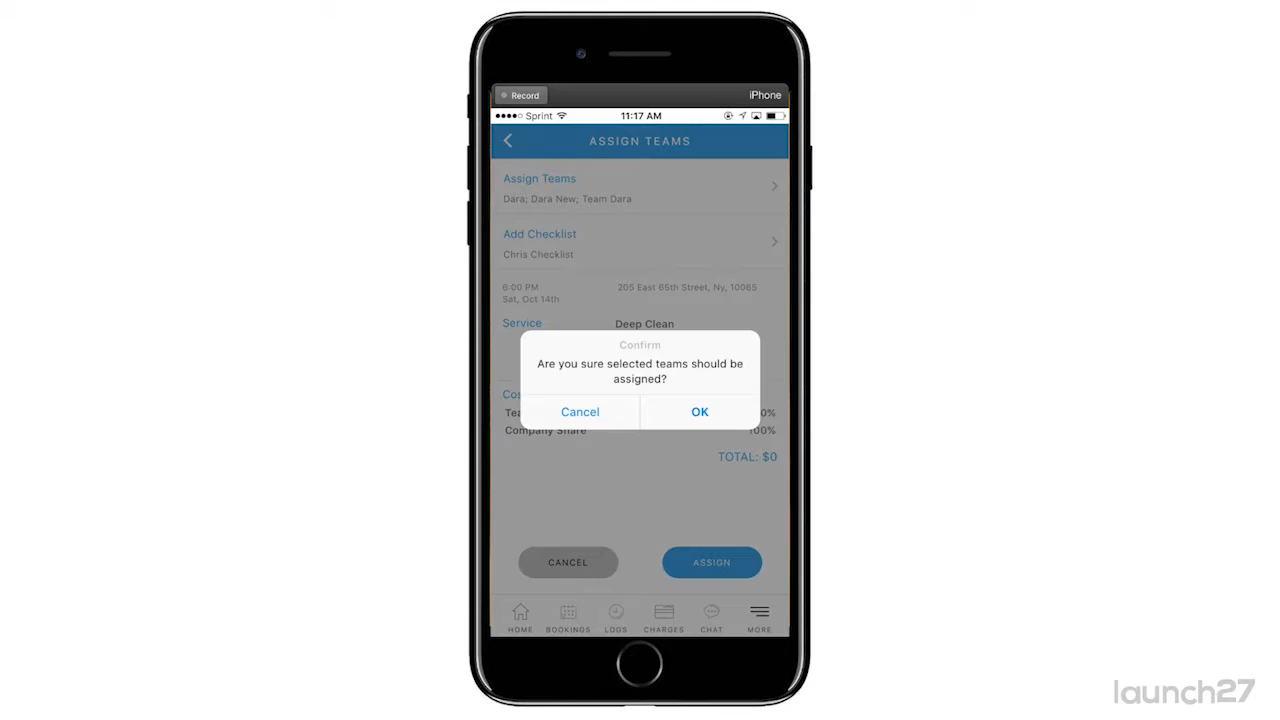 Record
iPhone
Sprint
11:17 AM
ASSIGN TEAMS
Assign Teams
Dara; Dara New; Team Dara
Add Checklist
Chris Checklist
6:00 PM
Sat, Oct 14th
205 East 65th Street, Ny, 10065
Service
Deep Clean
Confirm
Are you sure selected teams should be
assigned?
Cancel
OK
Company Share
100%
TOTAL: $0
CANCEL
ASSIGN
HOME
BOOKINGS
LOGS
CHARGES
CHAT
MORE
launch27